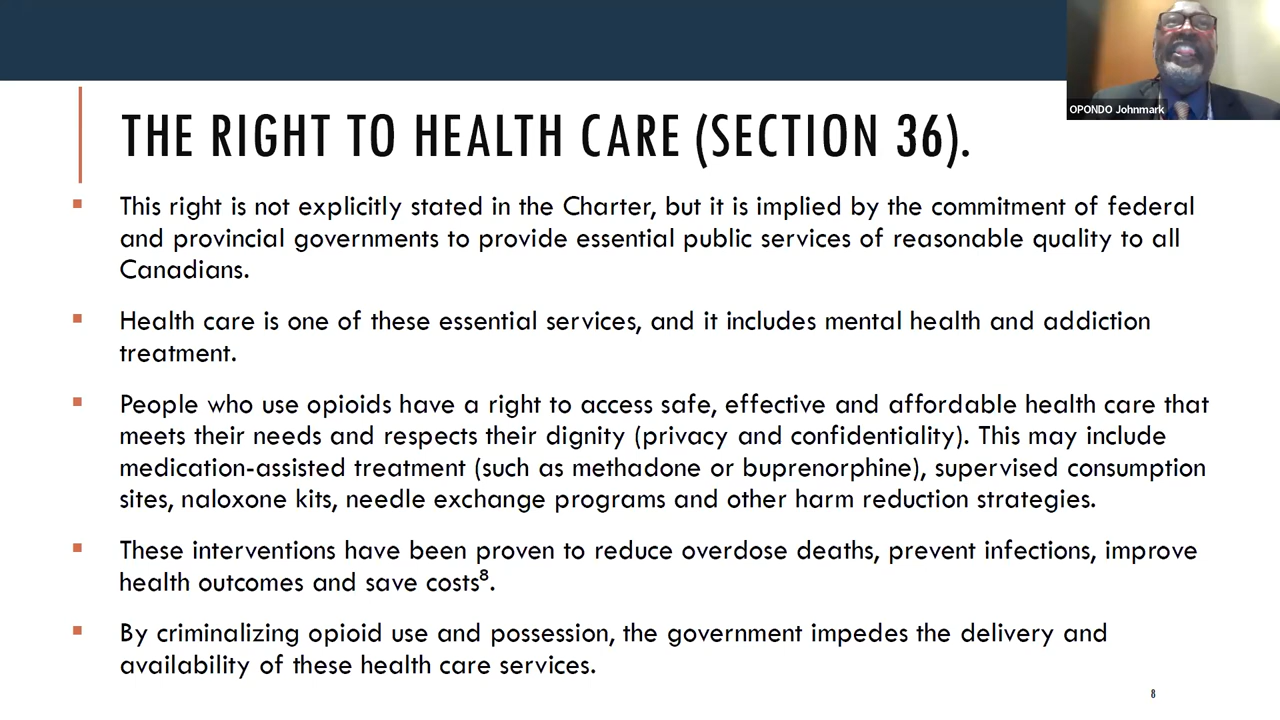 OPONDO Johnmark
THE RIGHT TO HEALTH CARE (SECTION 36).
▪ This right is not explicitly stated in the Charter, but it is implied by the commitment of federal
and provincial governments to provide essential public services of reasonable quality to all
Canadians.
▪ Health care is one of these essential services, and it includes mental health and addiction
treatment.
▪ People who use opioids have a right to access safe, effective and affordable health care that
meets their needs and respects their dignity (privacy and confidentiality). This may include
medication-assisted treatment (such as methadone or buprenorphine), supervised consumption
sites, naloxone kits, needle exchange programs and other harm reduction strategies.
▪ These interventions have been proven to reduce overdose deaths, prevent infections, improve
health outcomes and save costs⁸.
▪ By criminalizing opioid use and possession, the government impedes the delivery and
availability of these health care services.
8